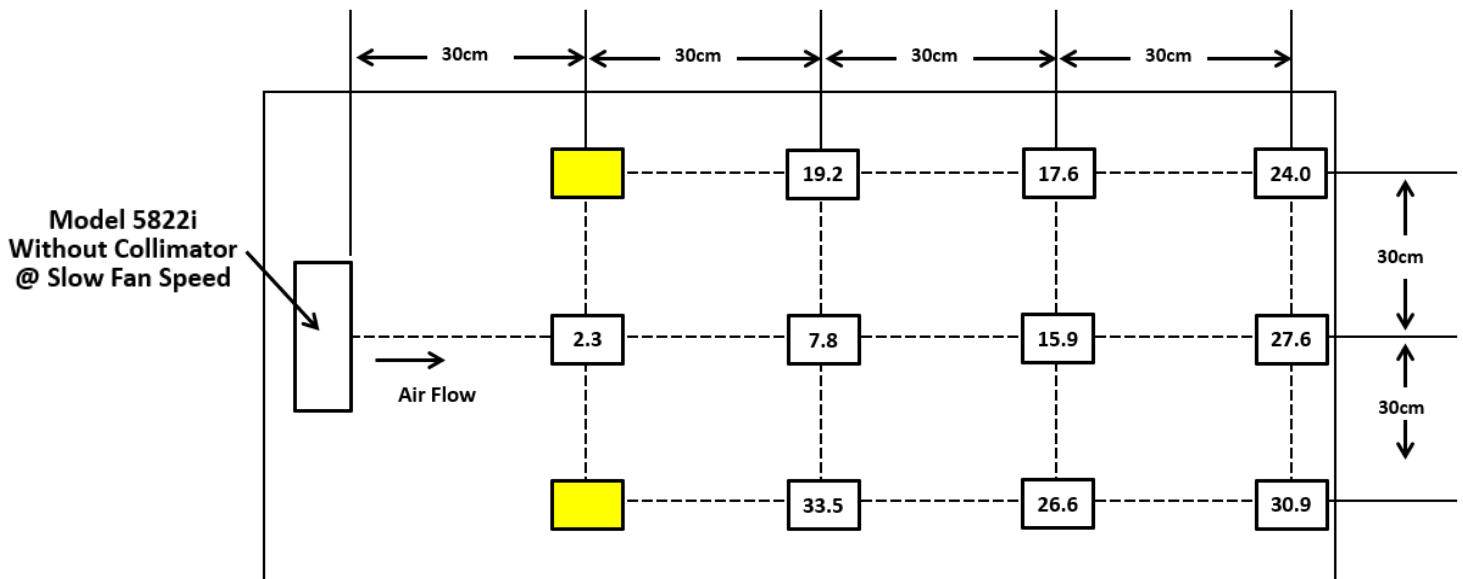 30cm
30cm
30cm
30cm
19.2
17.6
24.0
Model 5822i
Without Collimator
@ Slow Fan Speed
30cm
2.3
7.8
15.9
27.6
Air Flow
30cm
33.5
26.6
30.9